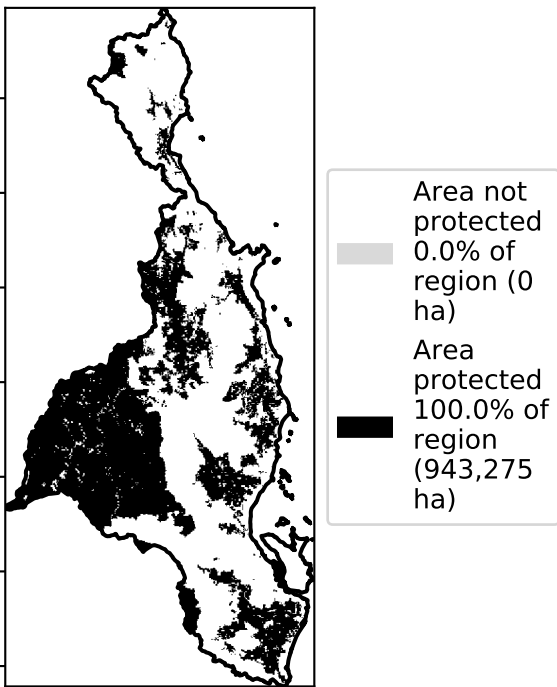 Area not
protected
0.0% of
region (0
ha)
Area
protected
100.0% of
region
(943,275
ha)